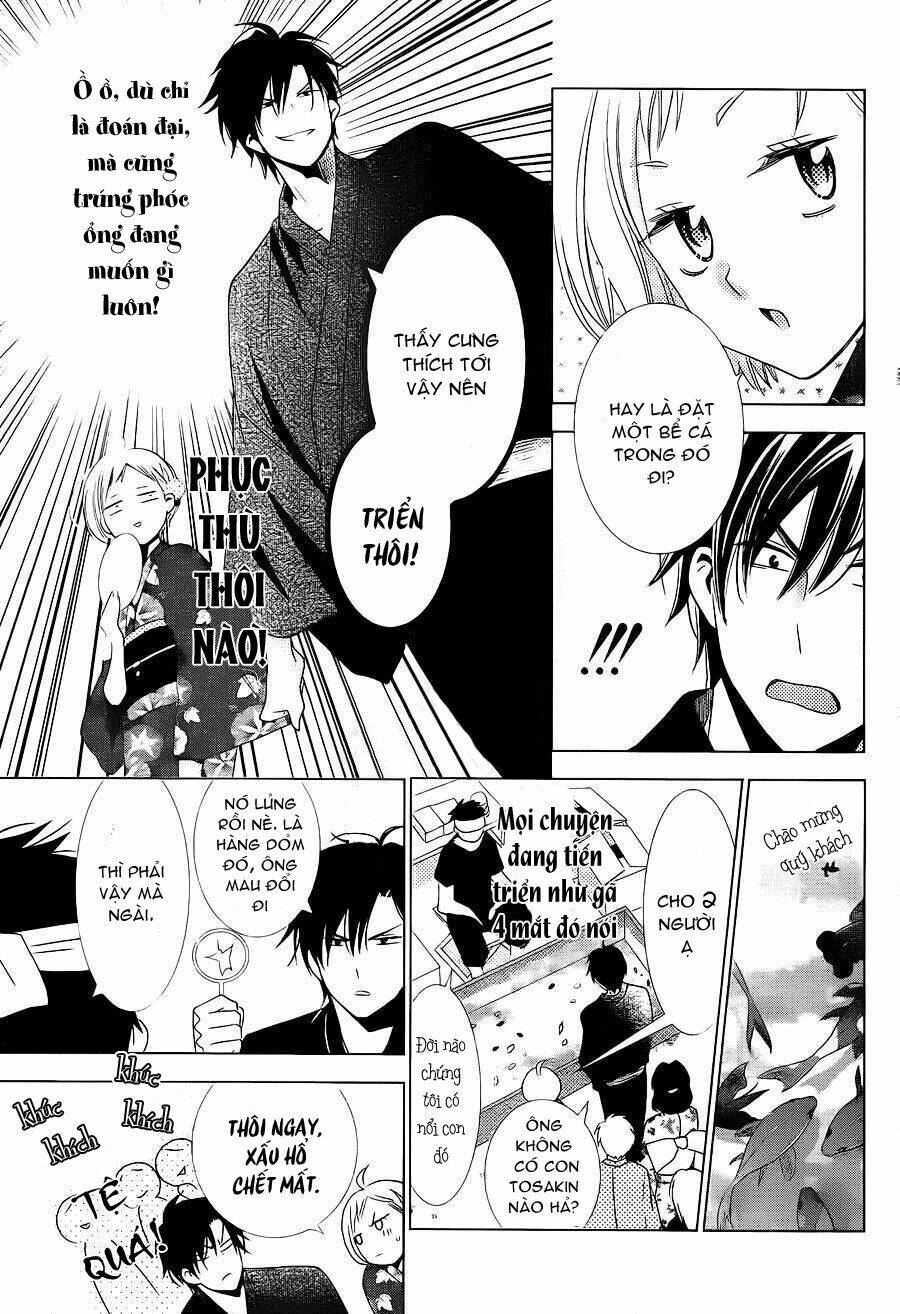 HAY LÀ ĐẶT
MỘT BỂ CÁ
TRONG ĐÓ
ĐI?
!!!
THẤY CƯNG
THÍCH TỚI
VẬY NÊN
TRIỂN
THÔI!
Ồ ồ, dù chỉ
là đoán đại,
mà cũng
trúng phóc
ổng đang
muốn gì
luôn!
PHỤC
THÙ
THÔI
NÀO!
Chào mừng
quý khách
CHO 2
NGƯỜI
Ạ
Mọi chuyện
đang tiến
triển như gã
4 mắt đó nói
ÔNG
KHÔNG
CÓ CON
TOSAKIN
NÀO HẢ?
Đời nào
chúng
tôi có
nổi con
đó
NÓ LỦNG
RỒI NÈ. LÀ
HÀNG DỎM
ĐÓ, ÔNG
MAU ĐỔI
ĐI
THÌ PHẢI
VẬY MÀ
NGÀI.
THÔI NGAY.
XẤU HỔ
CHẾT MẤT.
khúc
khích
khúc
khích
TÊ
QUÁ!